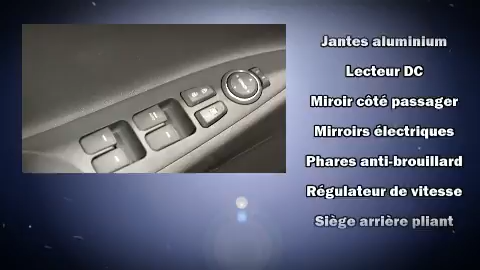 Jantes aluminium
Lecteur DC
Miroir côté passager
Mirroirs électriques
Phares anti-brouillard
Régulateur de vitesse
Siège arrière pliant